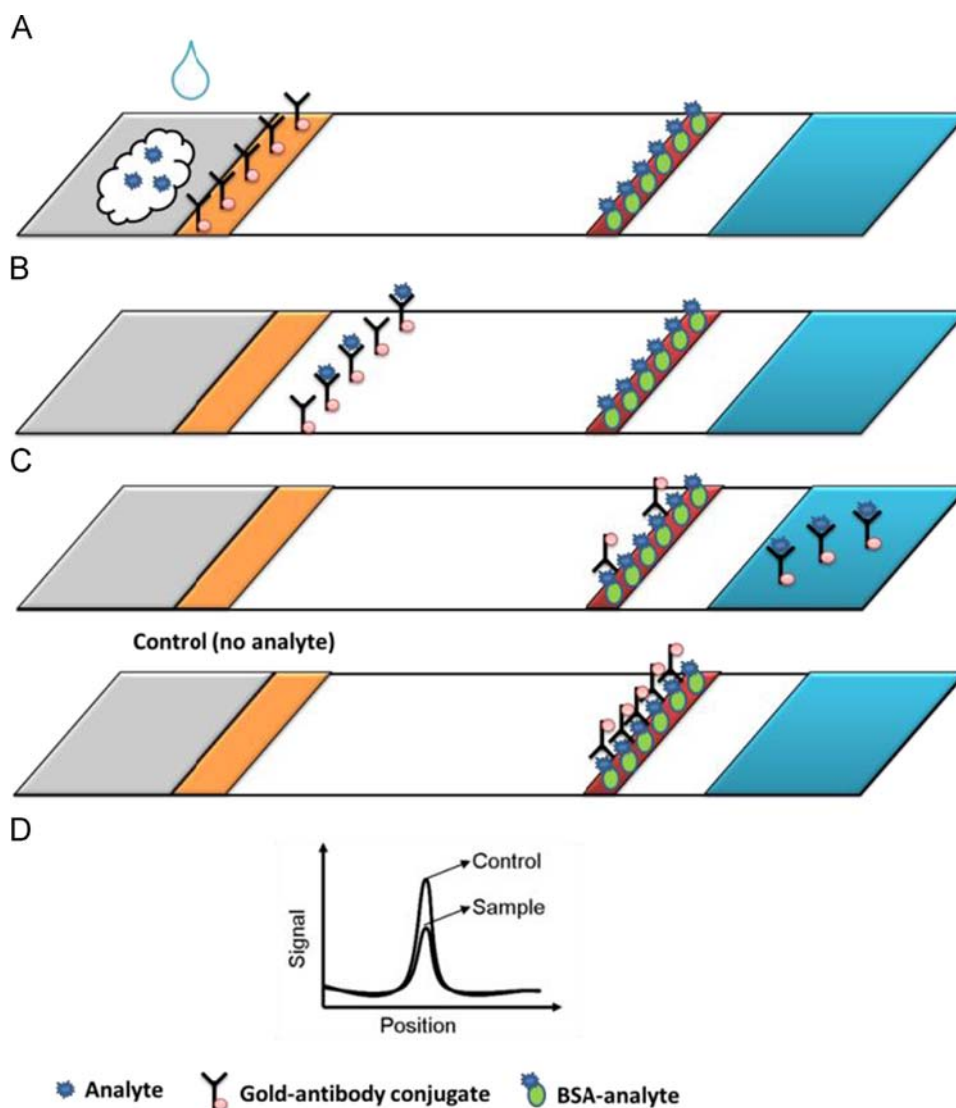 A
B
C
Control (no analyte)
D
Control
Sample
Signal
Position
Analyte
Gold-antibody conjugate
BSA-analyte